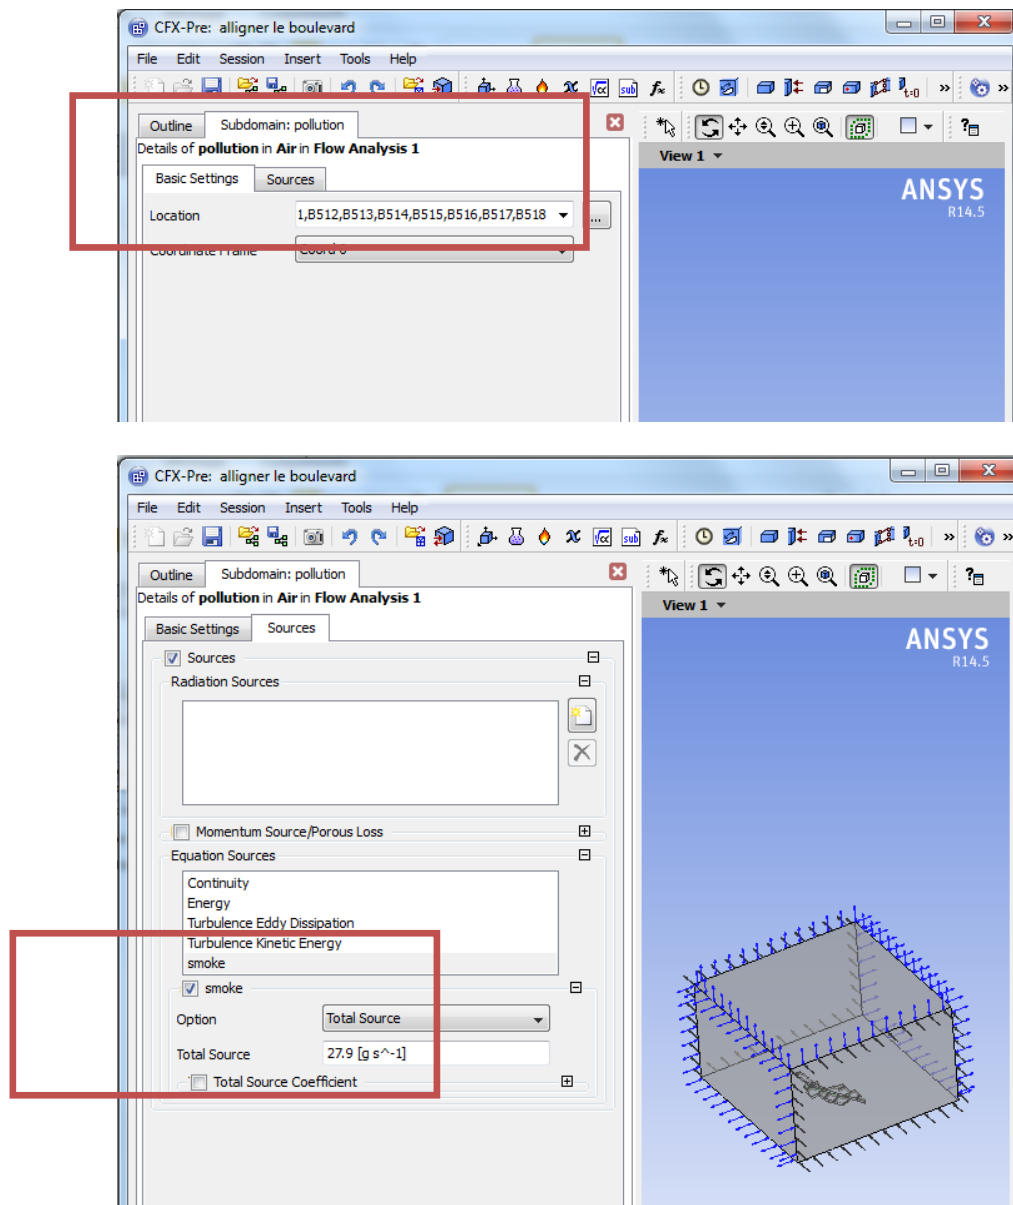 CFX-Pre: alligner le boulevard
File Edit Session Insert Tools Help
Outline Subdomain: pollution
Details of pollution in Air in Flow Analysis 1
View 1
Basic Settings Sources
ANSYS
R14.5
Location 1,B512,B513,B514,B515,B516,B517,B518 ...
Coordinate Frame Coord 0
CFX-Pre: alligner le boulevard
File Edit Session Insert Tools Help
Outline Subdomain: pollution
Details of pollution in Air in Flow Analysis 1
View 1
Basic Settings Sources
ANSYS
R14.5
Sources
Radiation Sources
Momentum Source/Porous Loss
Equation Sources
Continuity
Energy
Turbulence Eddy Dissipation
Turbulence Kinetic Energy
smoke
smoke
Option Total Source
Total Source 27.9 [g s^-1]
Total Source Coefficient